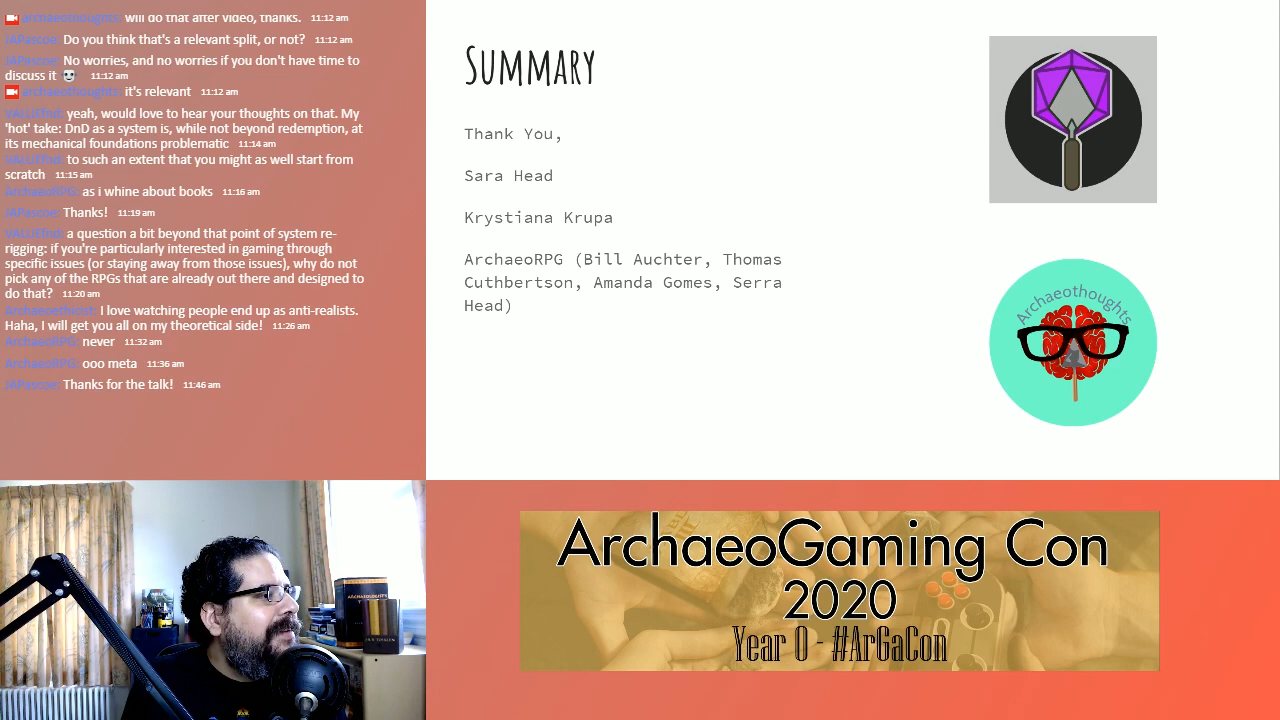 archaeothoughts: will do that after video, thanks. 11:12 am
JAPascoe: Do you think that's a relevant split, or not? 11:12 am
JAPascoe: No worries, and no worries if you don't have time to
discuss it 11:12 am
archaeothoughts: it's relevant 11:12 am
VALUEfnd: yeah, would love to hear your thoughts on that. My
'hot' take: DnD as a system is, while not beyond redemption, at
its mechanical foundations problematic 11:14 am
to such an extent that you might as well start from
scratch 11:15 am
ArchaeoRPG: as i whine about books 11:16 am
JAPascoe: Thanks! 11:19 am
a question a bit beyond that point of system re-
rigging: if you're particularly interested in gaming through
specific issues (or staying away from those issues), why do not
pick any of the RPGs that are already out there and designed to
do that? 11:20 am
I love watching people end up as anti-realists.
Haha, I will get you all on my theoretical side! 11:26 am
ArchaeoRPG: never 11:32 am
ArchaeoRPG: ooo meta 11:36 am
JAPascoe: Thanks for the talk! 11:46 am
Summary
Thank You,
Sara Head
Krystiana Krupa
ArchaeoRPG (Bill Auchter, Thomas
Cuthbertson, Amanda Gomes, Serra
Head)
Archaeothoughts
ArchaeoGaming Con
2020
Year 0 - #ArGaCon